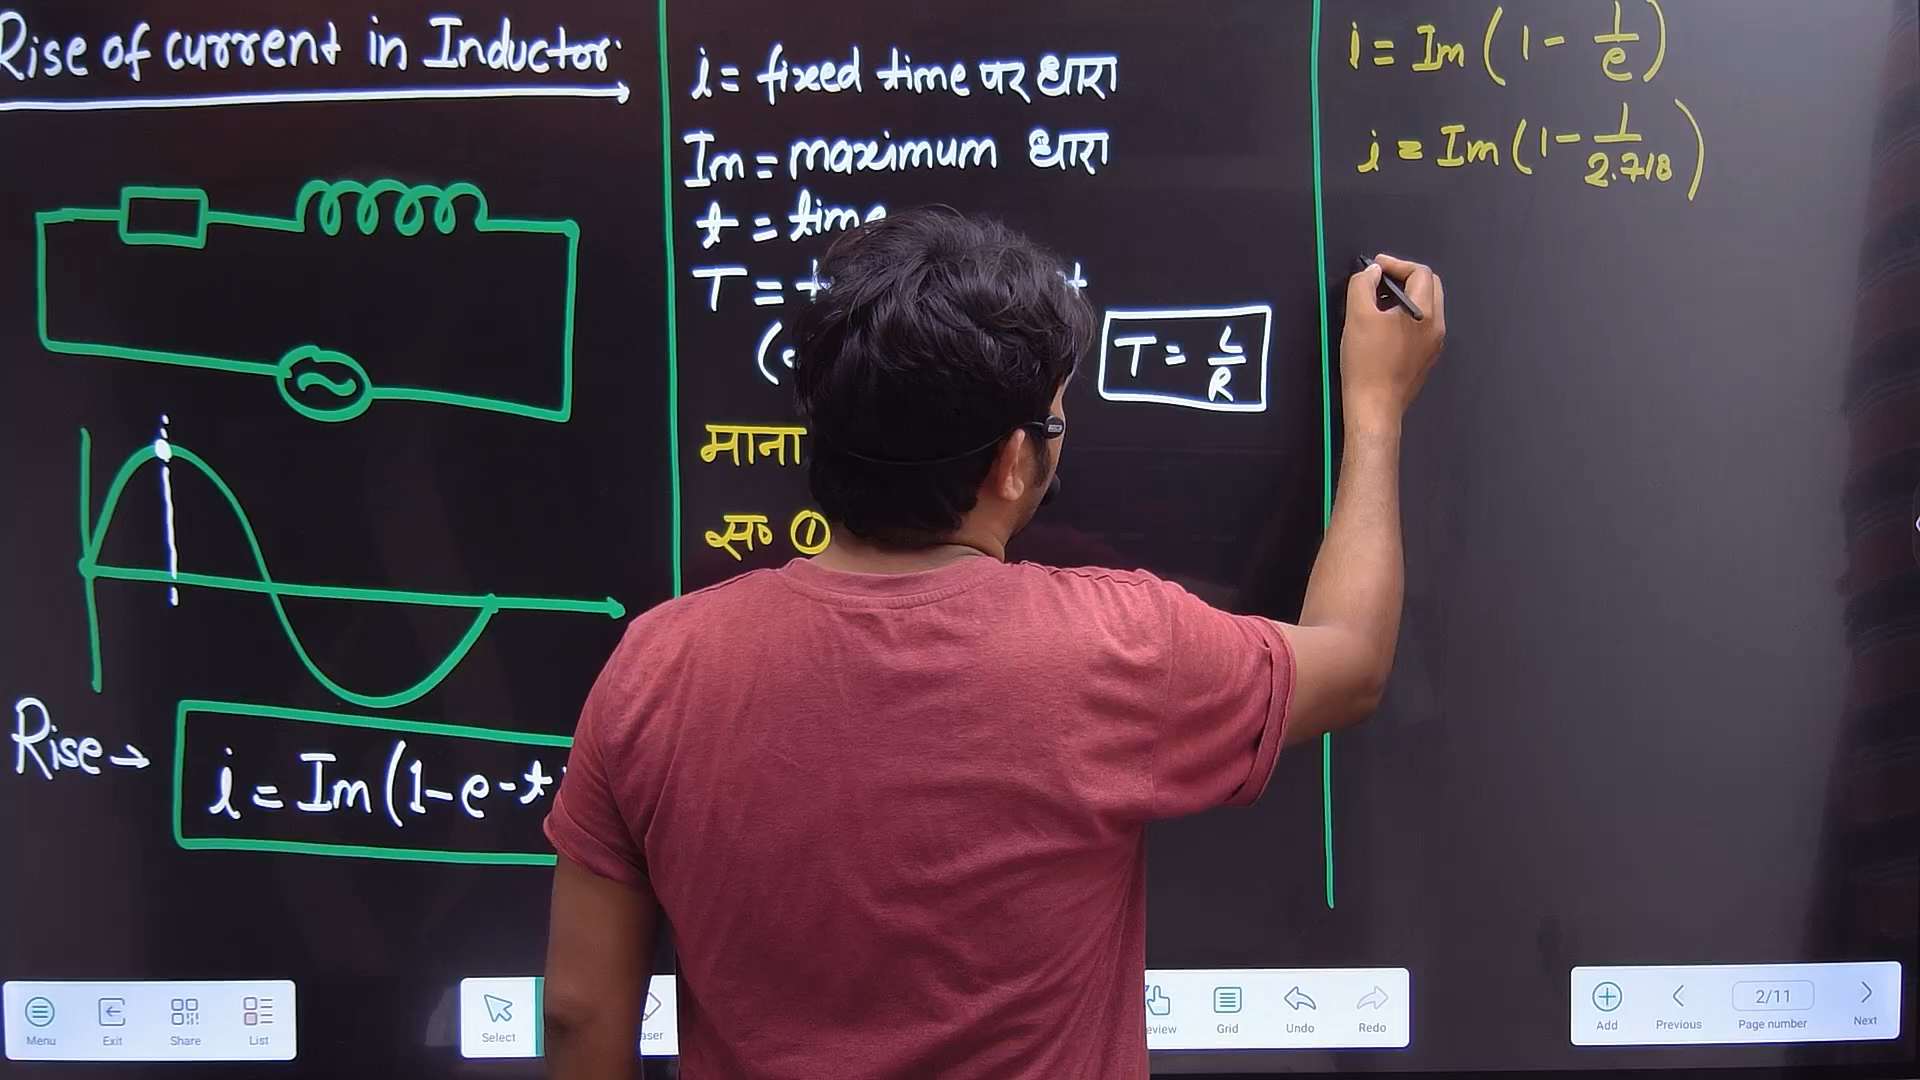 Rise of current in Inductor
Rise → i = Im (1-e-t
i = fixed time पर धारा
Im = maximum धारा
t = time
T =
T = L/R
माना
स० ①
i = Im (1 - 1/e)
i = Im (1 - 1/2.718)
Menu
Exit
Share
List
Select
Grid
Undo
Redo
Add
Previous
2/11
Page number
Next